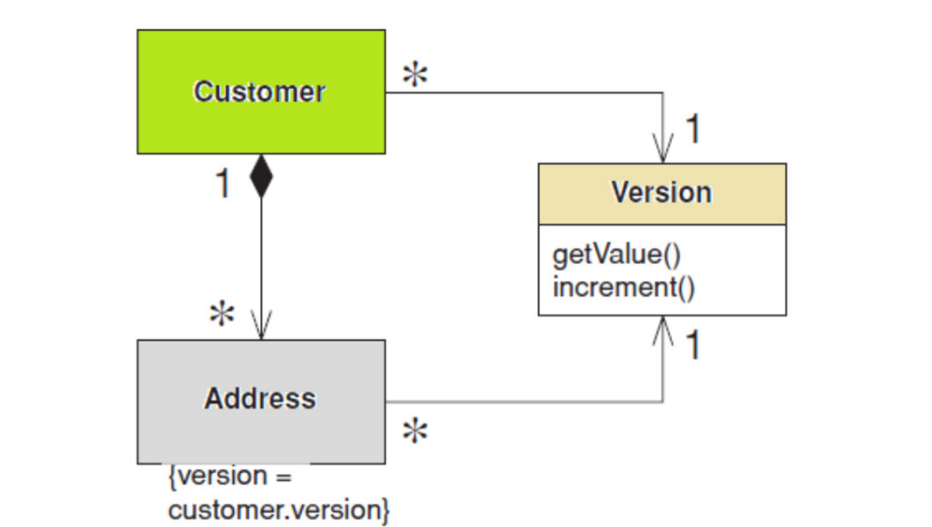 Customer
*
1
1
Version
getValue()
increment()
*
1
Address
*
{version =
customer.version}